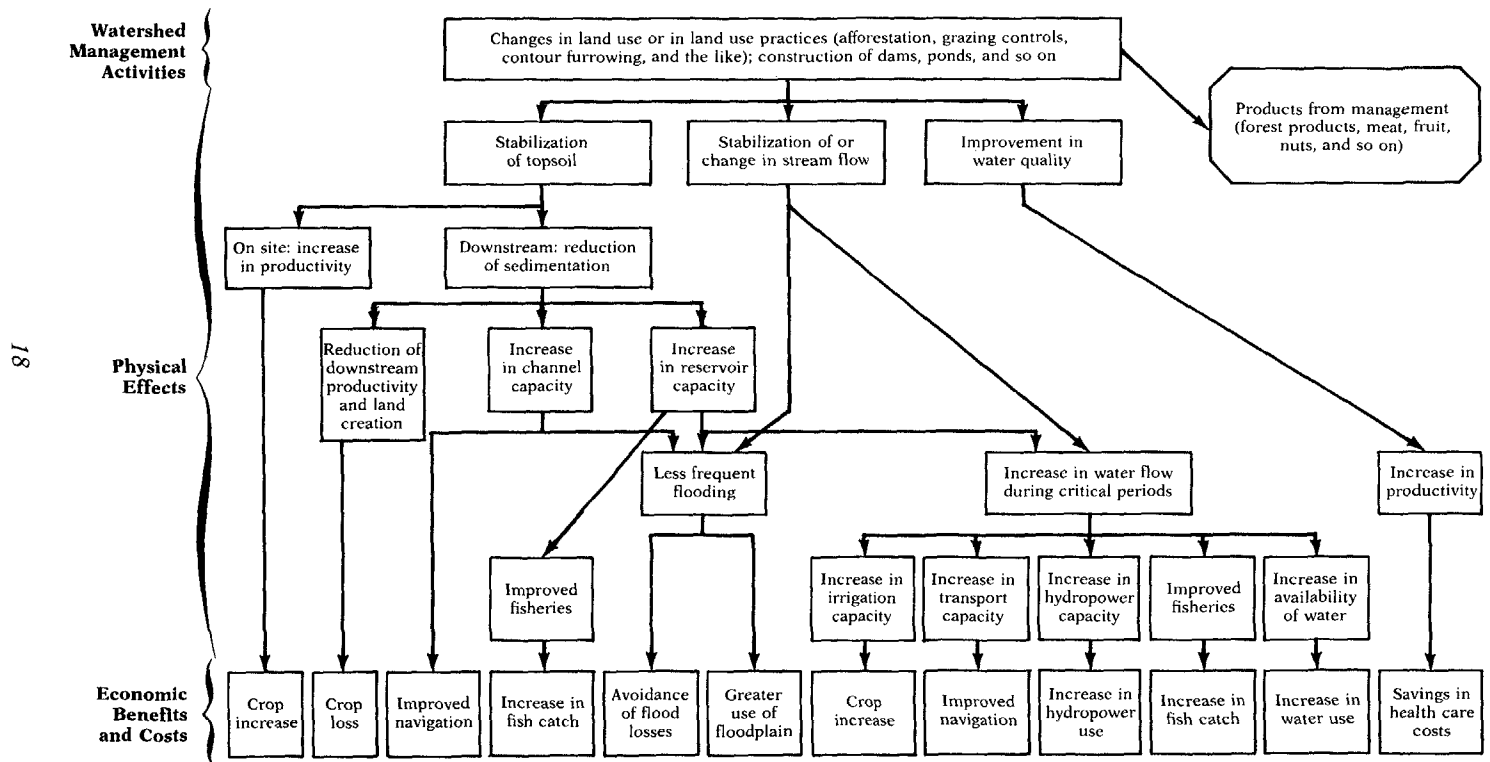 Watershed
Management
Activities
Changes in land use or in land use practices (afforestation, grazing controls,
contour furrowing, and the like); construction of dams, ponds, and so on
Products from management
(forest products, meat, fruit,
nuts, and so on)
Stabilization
of topsoil
Stabilization of or
change in stream flow
Improvement in
water quality
On site: increase
in productivity
Downstream: reduction
of sedimentation
18
Physical
Effects
Reduction of
downstream
productivity
and land
creation
Increase
in channel
capacity
Increase
in reservoir
capacity
Less frequent
flooding
Increase in water flow
during critical periods
Increase in
productivity
Improved
fisheries
Increase in
irrigation
capacity
Increase in
transport
capacity
Increase in
hydropower
capacity
Improved
fisheries
Increase in
availability
of water
Economic
Benefits
and Costs
Crop
increase
Crop
loss
Improved
navigation
Increase in
fish catch
Avoidance
of flood
losses
Greater
use of
floodplain
Crop
increase
Improved
navigation
Increase in
hydropower
use
Increase in
fish catch
Increase in
water use
Savings in
health care
costs